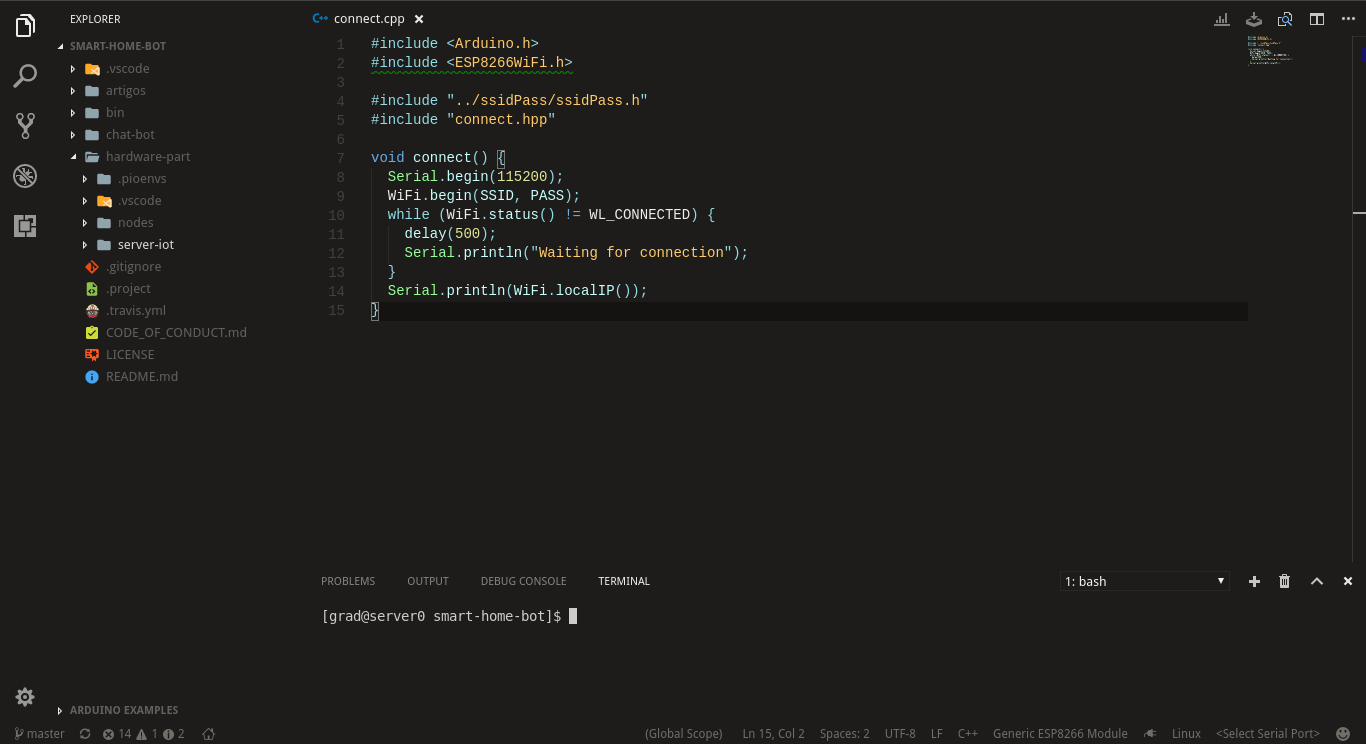 EXPLORER
SMART-HOME-BOT
.vscode
artigos
bin
chat-bot
hardware-part
.pioenvs
.vscode
nodes
server-iot
.gitignore
.project
.travis.yml
CODE_OF_CONDUCT.md
LICENSE
README.md
ARDUINO EXAMPLES
C++ connect.cpp
1 #include <Arduino.h>
2 #include <ESP8266WiFi.h>
3
4 #include "../ssidPass/ssidPass.h"
5 #include "connect.hpp"
6
7 void connect() {
8 Serial.begin(115200);
9 WiFi.begin(SSID, PASS);
10 while (WiFi.status() != WL_CONNECTED) {
11 delay(500);
12 Serial.println("Waiting for connection");
13 }
14 Serial.println(WiFi.localIP());
15 }
PROBLEMS OUTPUT DEBUG CONSOLE TERMINAL 1: bash
[grad@server0 smart-home-bot]$
master 14 1 2 (Global Scope) Ln 15, Col 2 Spaces: 2 UTF-8 LF C++ Generic ESP8266 Module Linux <Select Serial Port>